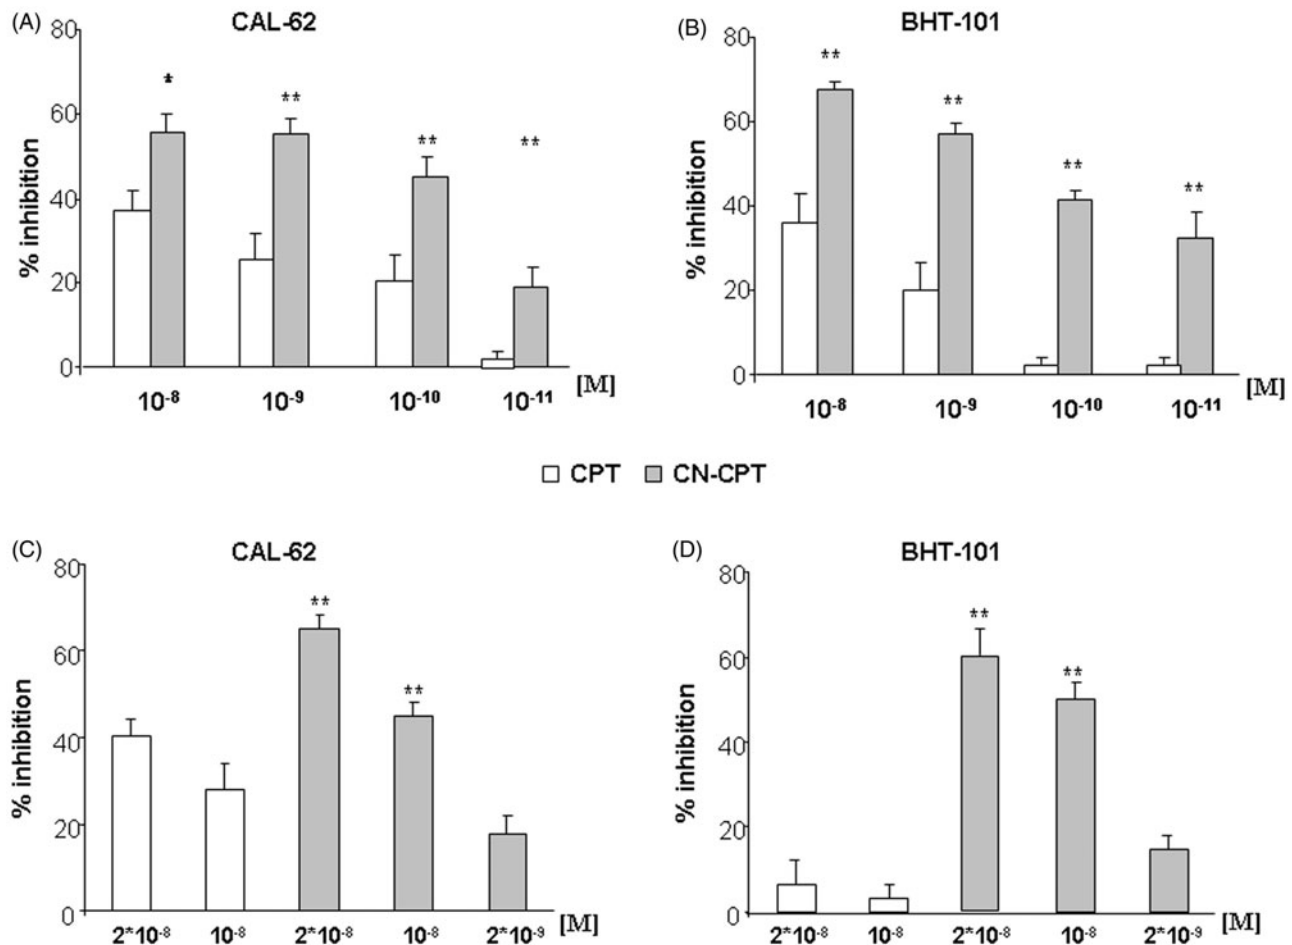 (A) CAL-62
80
60
40
20
0
% inhibition
* ** ** **
10-8 10-9 10-10 10-11 [M]
(B) BHT-101
80
60
40
20
0
% inhibition
** ** ** **
10-8 10-9 10-10 10-11 [M]
CPT CN-CPT
(C) CAL-62
80
60
40
20
0
% inhibition
** **
2*10-8 10-8 2*10-8 10-8 2*10-9 [M]
(D) BHT-101
80
60
40
20
0
% inhibition
** **
2*10-8 10-8 2*10-8 10-8 2*10-9 [M]